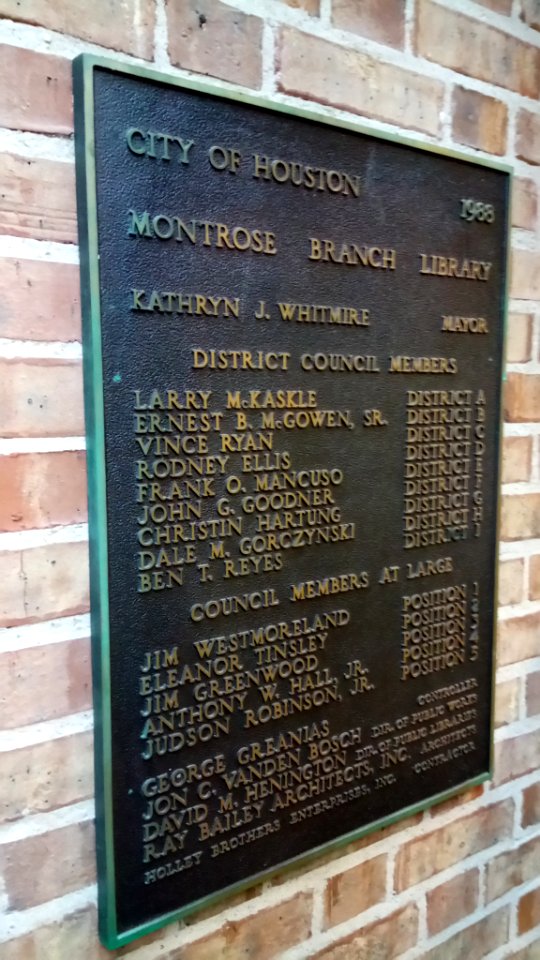 CITY OF HOUSTON 1988
MONTROSE BRANCH LIBRARY
KATHRYN J. WHITMIRE MAYOR
DISTRICT COUNCIL MEMBERS
LARRY McKASKLE DISTRICT A
ERNEST B. McGOWEN, SR. DISTRICT B
VINCE RYAN DISTRICT C
RODNEY ELLIS DISTRICT D
FRANK O. MANCUSO DISTRICT E
JOHN G. GOODNER DISTRICT F
CHRISTIN HARTUNG DISTRICT G
DALE M. GORCZYNSKI DISTRICT H
BEN T. REYES DISTRICT I
COUNCIL MEMBERS AT LARGE
JIM WESTMORELAND POSITION 1
ELEANOR TINSLEY POSITION 2
JIM GREENWOOD POSITION 3
ANTHONY W. HALL, JR. POSITION 4
JUDSON ROBINSON, JR. POSITION 5
GEORGE GREANIAS CONTROLLER
JON C. VANDEN BOSCH DIR. OF PUBLIC WORKS
DAVID M. HENINGTON DIR. OF PUBLIC LIBRARIES
RAY BAILEY ARCHITECTS, INC. ARCHITECTS
HOLLEY BROTHERS ENTERPRISES, INC. CONTRACTOR